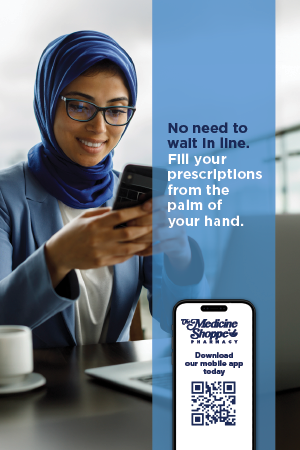 No need to
wait in line.
Fill your
prescriptions
from the
palm of
your hand.
The Medicine
Shoppe
PHARMACY
Download
our mobile app
today